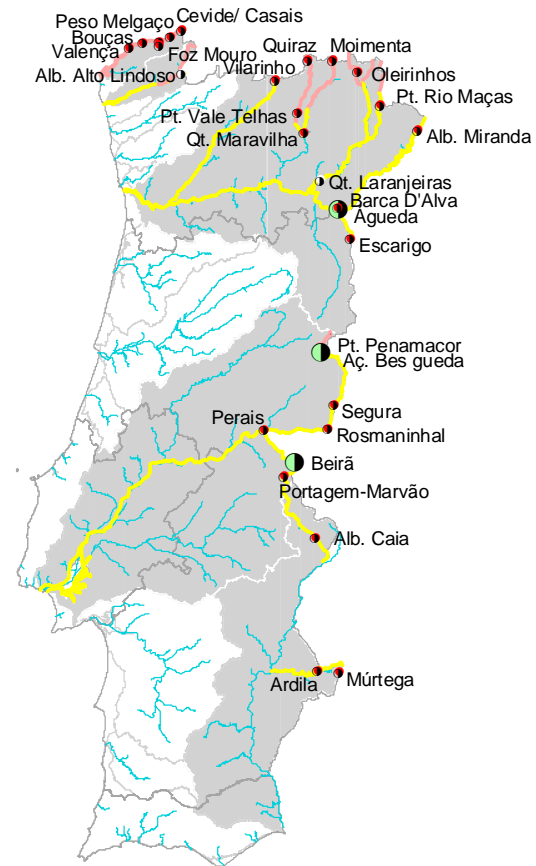 Peso Melgaço
Cevide/ Casais
Bouças
Valença
Foz Mouro
Quiraz
Moimenta
Alb. Alto Lindoso
Vilarinho
Oleirinhos
Pt. Rio Maças
Pt. Vale Telhas
Qt. Maravilha
Alb. Miranda
Qt. Laranjeiras
Barca D'Alva
Águeda
Escarigo
Pt. Penamacor
Aç. Bes gueda
Segura
Perais
Rosmaninhal
Beirã
Portagem-Marvão
Alb. Caia
Ardila
Múrtega